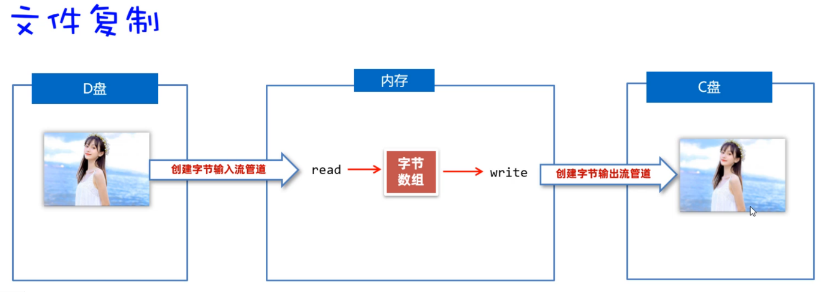 文件复制
D盘
内存
C盘
创建字节输入流管道
read
字节
数组
write
创建字节输出流管道